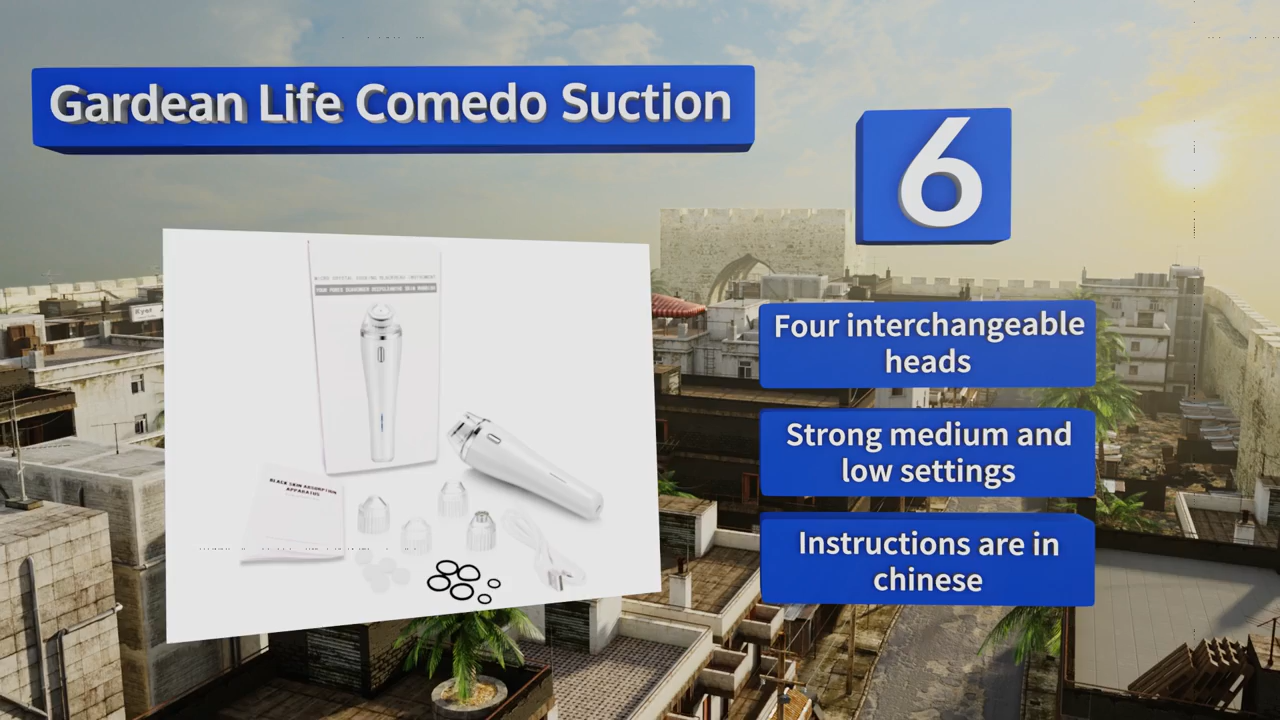 Gardean Life Comedo Suction
6
Four interchangeable
heads
Strong medium and
low settings
Instructions are in
chinese
BLACK SKIN ABSORPTION
APPARATUS